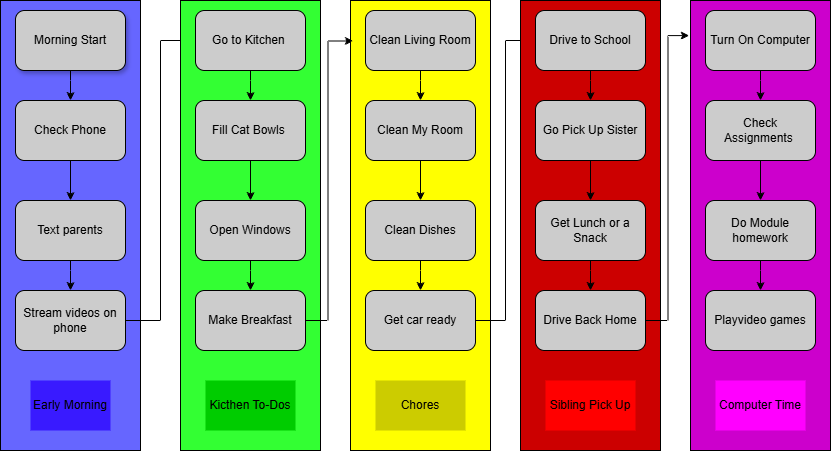 Morning Start
Check Phone
Text parents
Stream videos on
phone
Early Morning
Go to Kitchen
Fill Cat Bowls
Open Windows
Make Breakfast
Kicthen To-Dos
Clean Living Room
Clean My Room
Clean Dishes
Get car ready
Chores
Drive to School
Go Pick Up Sister
Get Lunch or a
Snack
Drive Back Home
Sibling Pick Up
Turn On Computer
Check
Assignments
Do Module
homework
Playvideo games
Computer Time